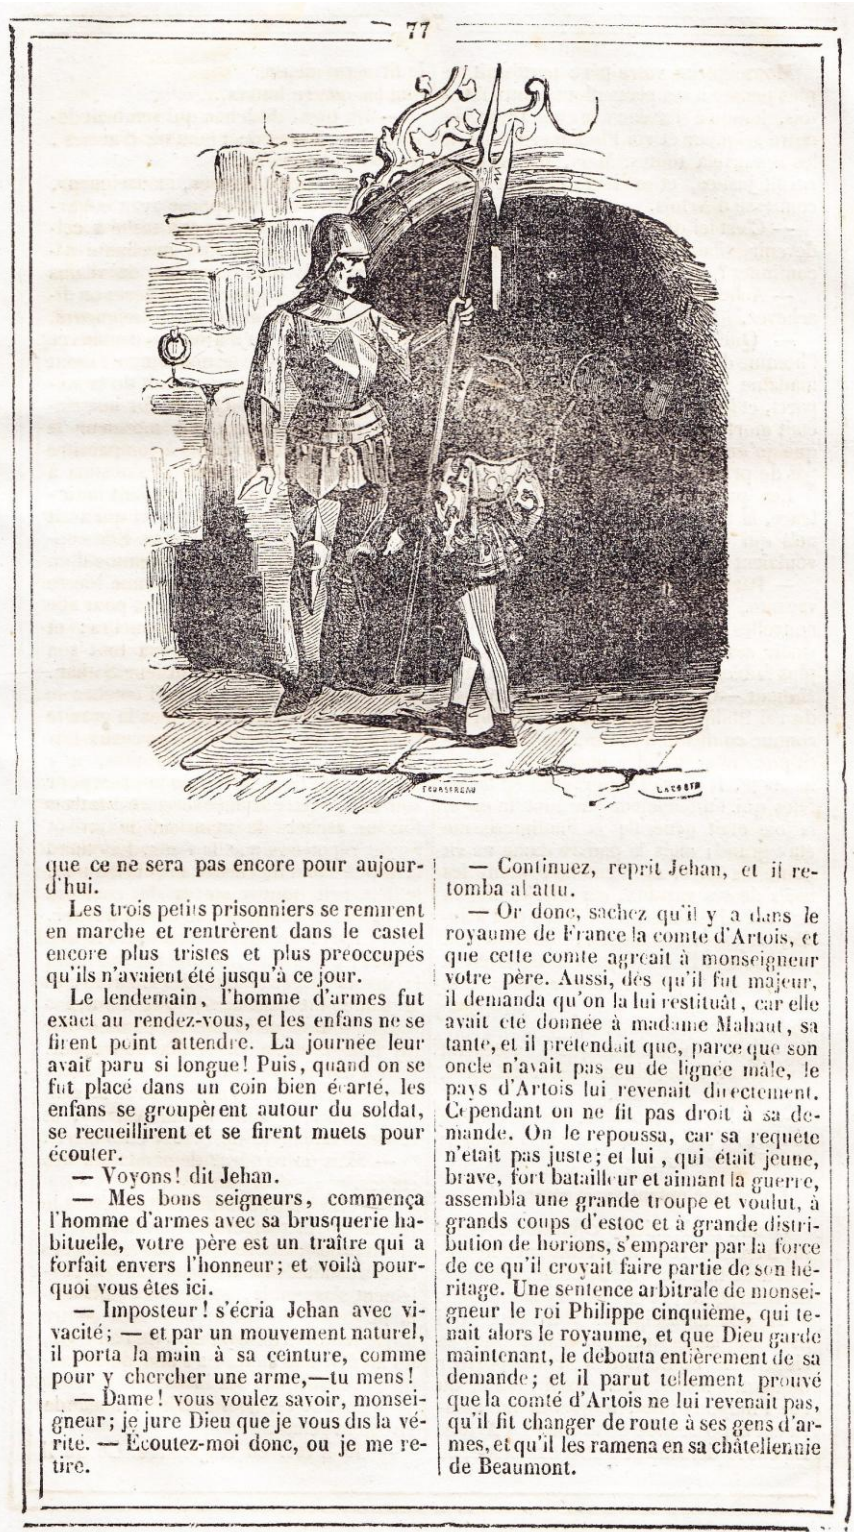 77
LACOSTE
que ce ne sera pas encore pour aujour-
d'hui.
Les trois petits prisonniers se remirent
en marche et rentrèrent dans le castel
encore plus tristes et plus preoccupés
qu'ils n'avaient été jusqu'à ce jour.
Le lendemain, l'homme d'armes fut
exact au rendez-vous, et les enfans ne se
firent point attendre. La journée leur
avait paru si longue! Puis, quand on se
fut placé dans un coin bien écarté, les
enfans se groupèrent autour du soldat,
se recueillirent et se firent muets pour
écouter.
— Voyons! dit Jehan.
— Mes bons seigneurs, commença
l'homme d'armes avec sa brusquerie ha-
bituelle, votre père est un traître qui a
forfait envers l'honneur; et voilà pour-
quoi vous êtes ici.
— Imposteur! s'écria Jehan avec vi-
vacité; — et par un mouvement naturel,
il porta la main à sa ceinture, comme
pour y chercher une arme,—tu mens!
— Dame! vous voulez savoir, monsei-
gneur; je jure Dieu que je vous dis la vé-
rité. — Écoutez-moi donc, ou je me re-
tire.
— Continuez, reprit Jehan, et il re-
tomba abattu.
— Or donc, sachez qu'il y a dans le
royaume de France la comté d'Artois, et
que cette comté agréait à monseigneur
votre père. Aussi, dès qu'il fut majeur,
il demanda qu'on la lui restituât, car elle
avait été donnée à madame Mahaut, sa
tante, et il prétendait que, parce que son
oncle n'avait pas eu de lignée mâle, le
pays d'Artois lui revenait directement.
Cependant on ne fit pas droit à sa de-
mande. On le repoussa, car sa requête
n'était pas juste; et lui, qui était jeune,
brave, fort batailleur et aimant la guerre,
assembla une grande troupe et voulut, à
grands coups d'estoc et à grande distri-
bution de horions, s'emparer par la force
de ce qu'il croyait faire partie de son hé-
ritage. Une sentence arbitrale de monsei-
gneur le roi Philippe cinquième, qui te-
nait alors le royaume, et que Dieu garde
maintenant, le debouta entièrement de sa
demande; et il parut tellement prouvé
que la comté d'Artois ne lui revenait pas,
qu'il fit changer de route à ses gens d'ar-
mes, et qu'il les ramena en sa châtellennie
de Beaumont.